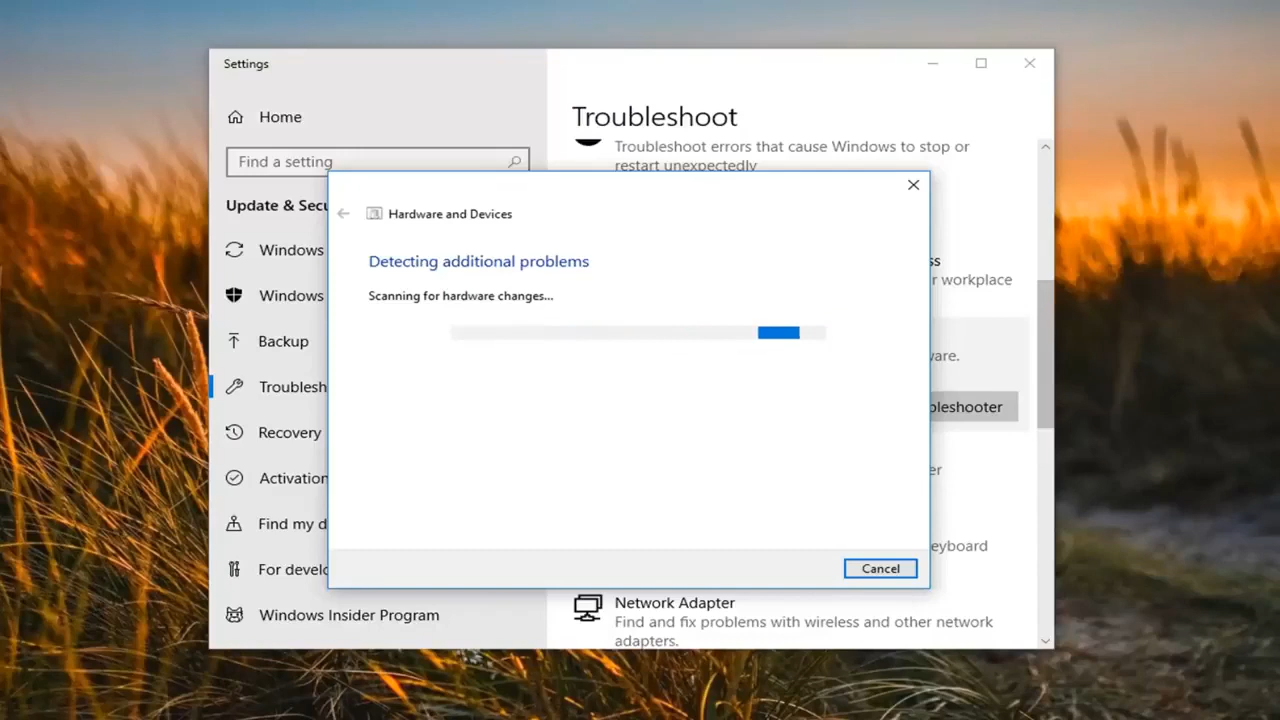 Settings
Home
Find a setting
Update & Secu
Windows
Windows
Backup
Troublesh
Recovery
Activation
Find my d
For develo
Windows Insider Program
Troubleshoot
Troubleshoot errors that cause Windows to stop or
restart unexpectedly
Hardware and Devices
Detecting additional problems
Scanning for hardware changes...
Cancel
ss
r workplace
ware.
bleshooter
er
eyboard
Network Adapter
Find and fix problems with wireless and other network
adapters.